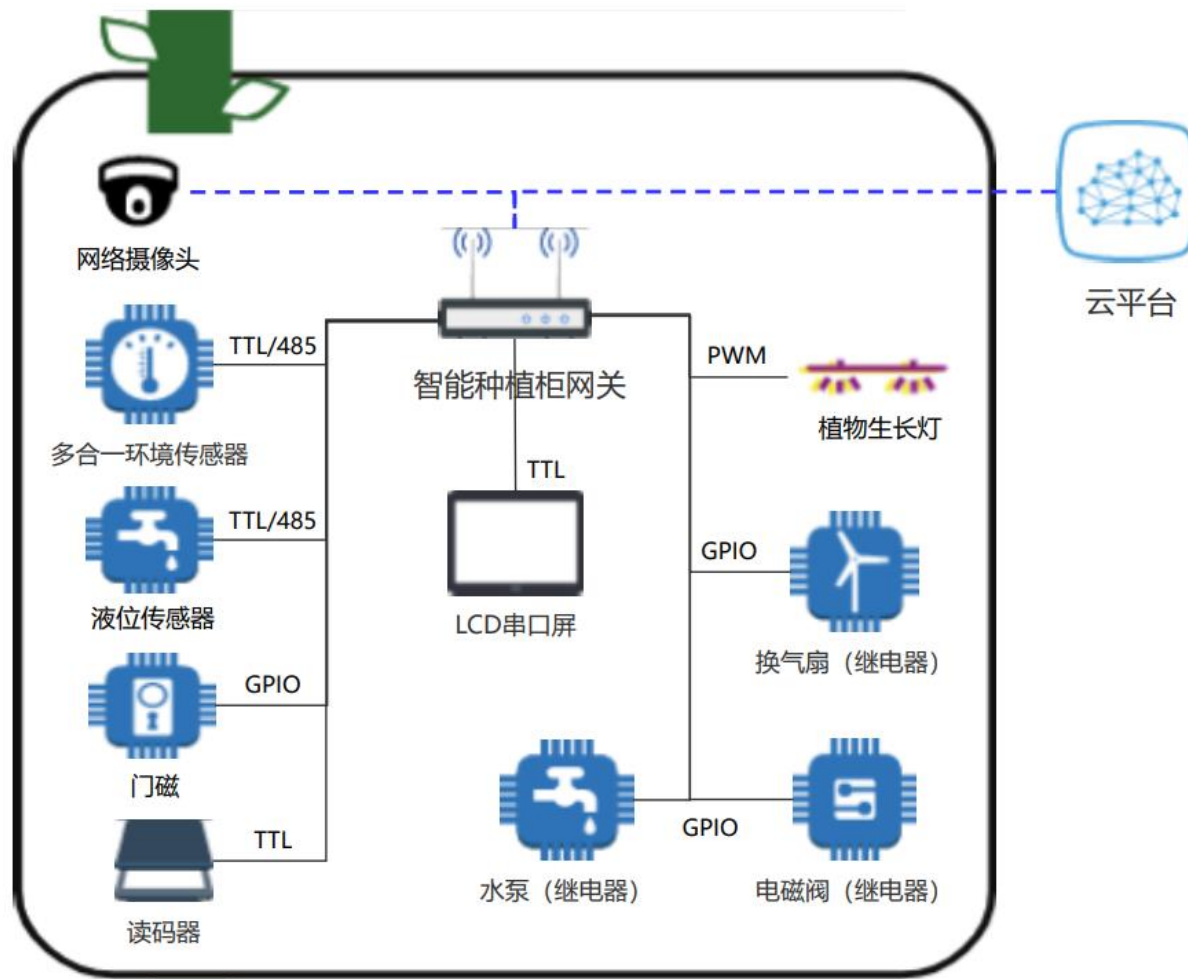 网络摄像头
云平台
TTL/485
智能种植柜网关
PWM
植物生长灯
多合一环境传感器
TTL
TTL/485
GPIO
液位传感器
LCD串口屏
换气扇（继电器）
GPIO
门磁
GPIO
TTL
水泵（继电器）
电磁阀（继电器）
读码器